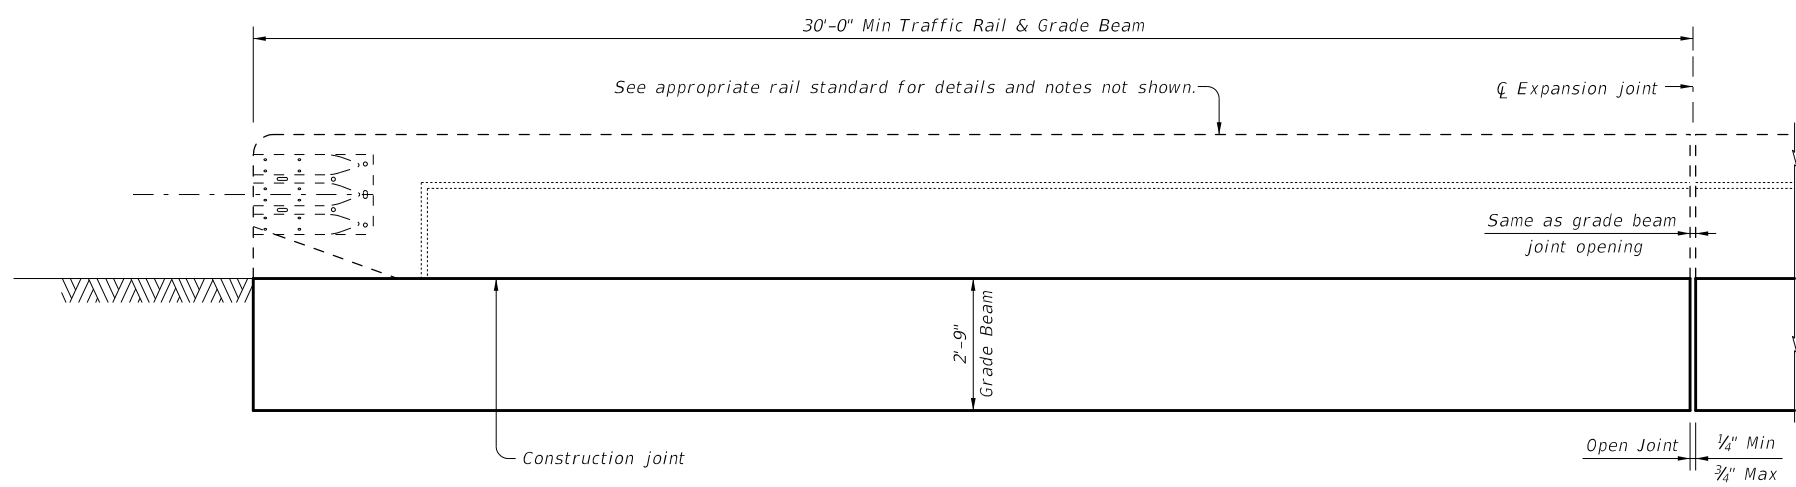 30'-0" Min Traffic Rail & Grade Beam
See appropriate rail standard for details and notes not shown.
℄ Expansion joint
Same as grade beam
joint opening
2'-9"
Grade Beam
Construction joint
Open Joint
1/4" Min
3/4" Max